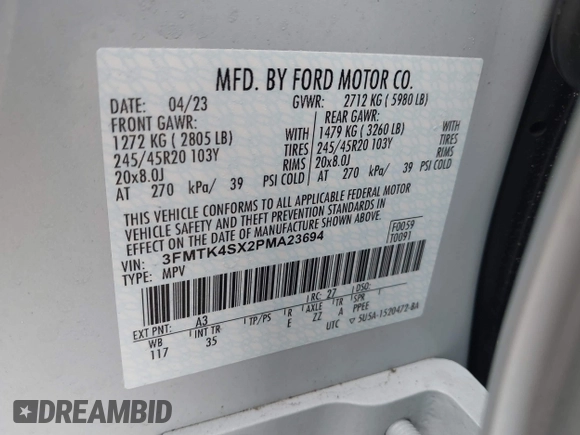 MFD. BY FORD MOTOR CO.
DATE: 04/23 GVWR: 2712 KG ( 5980 LB)
FRONT GAWR: REAR GAWR:
1272 KG ( 2805 LB) WITH 1479 KG ( 3260 LB) WITH
245/45R20 103Y TIRES 245/45R20 103Y TIRES
20x8.0J RIMS 20x8.0J RIMS
AT 270 kPa/ 39 PSI COLD AT 270 kPa/ 39 PSI COLD
THIS VEHICLE CONFORMS TO ALL APPLICABLE FEDERAL MOTOR
VEHICLE SAFETY AND THEFT PREVENTION STANDARDS IN
EFFECT ON THE DATE OF MANUFACTURE SHOWN ABOVE.
VIN: 3FMTK4SX2PMA23694 F0059
TYPE: MPV T0091
EXT PNT: A3 RC: 27 DSO:
WB INT TR TP/PS R AXLE TR SPR
117 35 E ZZ A PPEE
UTC 5U5A-1520472-BA
DREAMBID